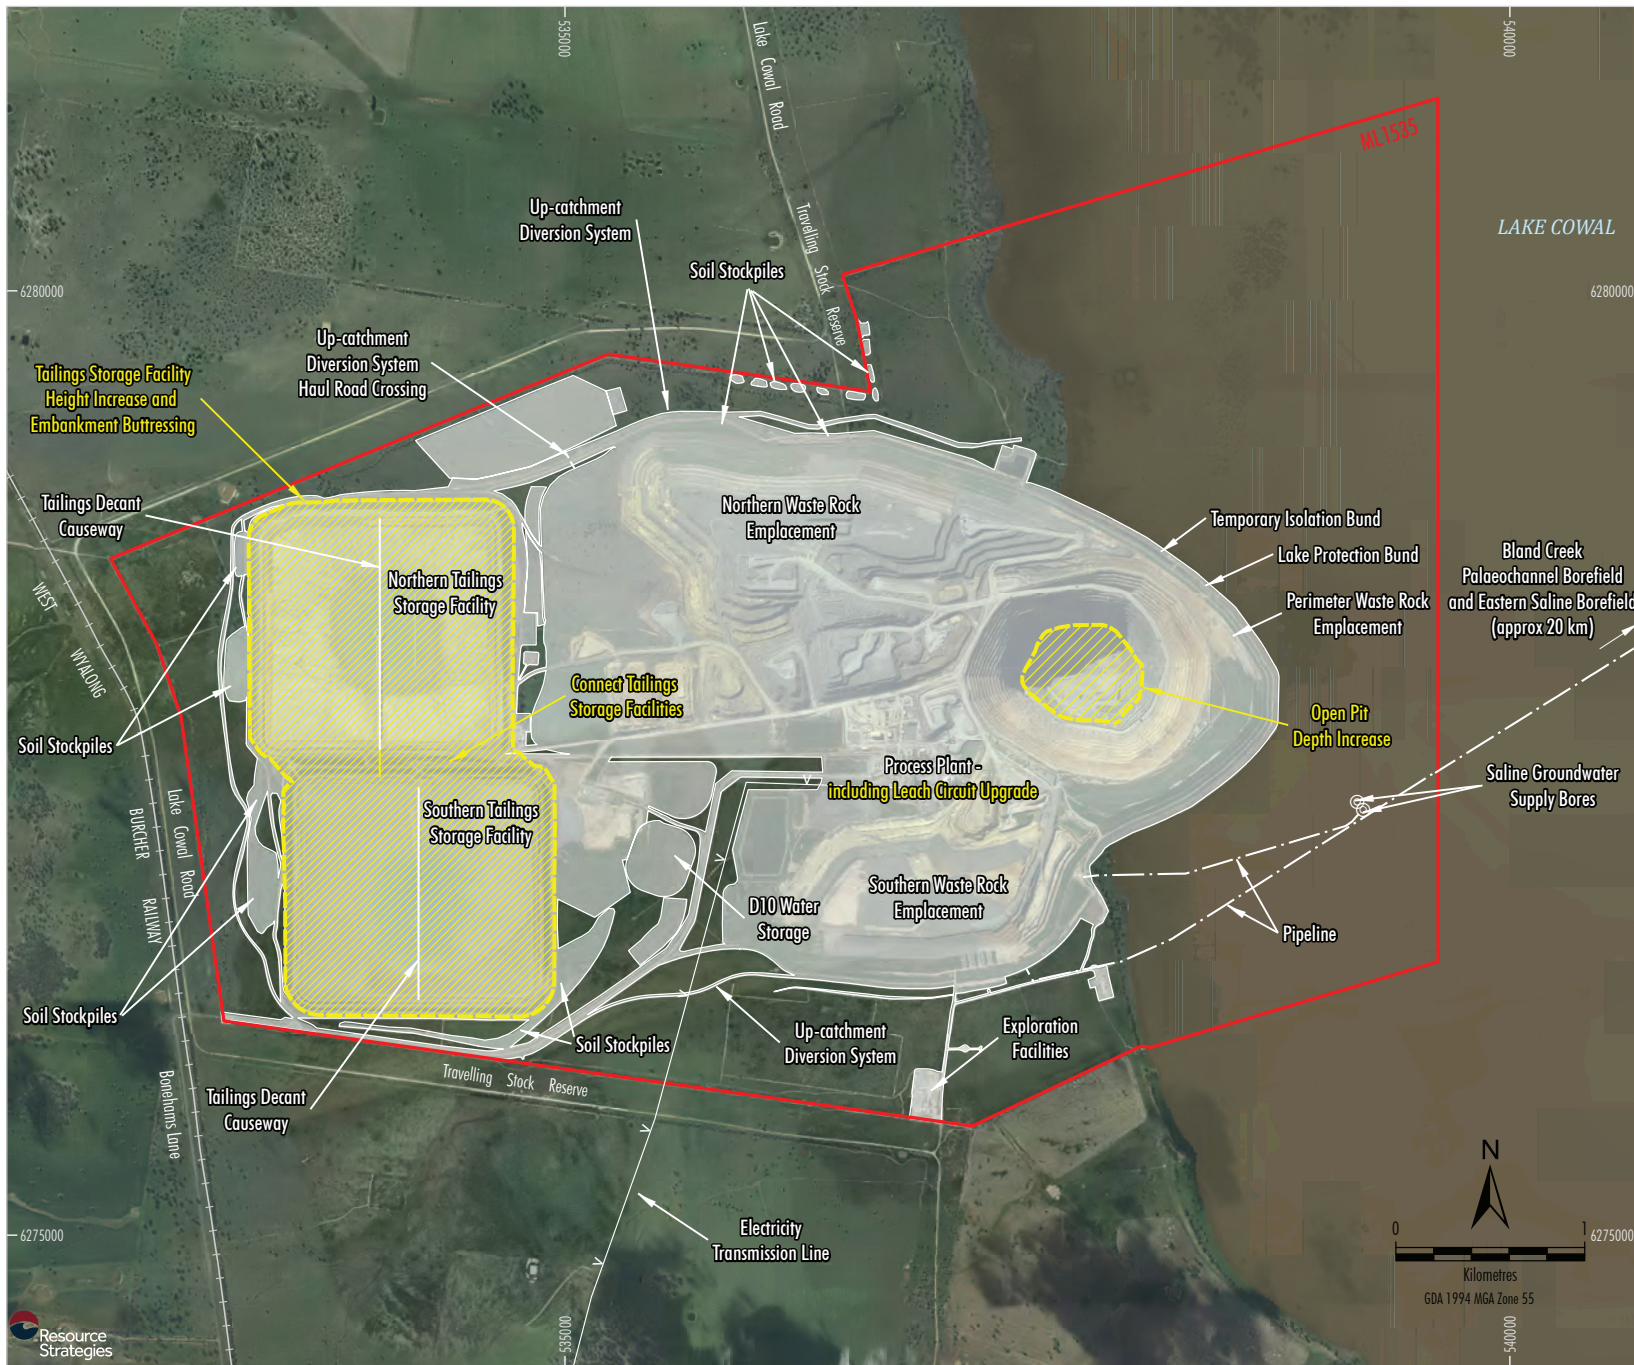 535000
540000
Lake Cowal Road
ML1535
Travelling Stock Reserve
Up-catchment
Diversion System
LAKE COWAL
Soil Stockpiles
6280000
6280000
Up-catchment
Diversion System
Haul Road Crossing
Tailings Storage Facility
Height Increase and
Embankment Buttressing
Tailings Decant
Causeway
Northern Waste Rock
Emplacement
Temporary Isolation Bund
Lake Protection Bund
Bland Creek
Palaeochannel Borefield
and Eastern Saline Borefield
(approx 20 km)
Northern Tailings
Storage Facility
Perimeter Waste Rock
Emplacement
WEST
WYALONG
Connect Tailings
Storage Facilities
Open Pit
Depth Increase
Soil Stockpiles
Process Plant -
including Leach Circuit Upgrade
Saline Groundwater
Supply Bores
Lake Cowal Road
BURCHER
RAILWAY
Southern Tailings
Storage Facility
Southern Waste Rock
Emplacement
D10 Water
Storage
Pipeline
Soil Stockpiles
Soil Stockpiles
Up-catchment
Diversion System
Exploration
Facilities
Travelling Stock Reserve
Bonehams Lane
Tailings Decant
Causeway
N
Electricity
Transmission Line
6275000
6275000
0
1
Kilometres
GDA 1994 MGA Zone 55
Resource
Strategies
535000
540000